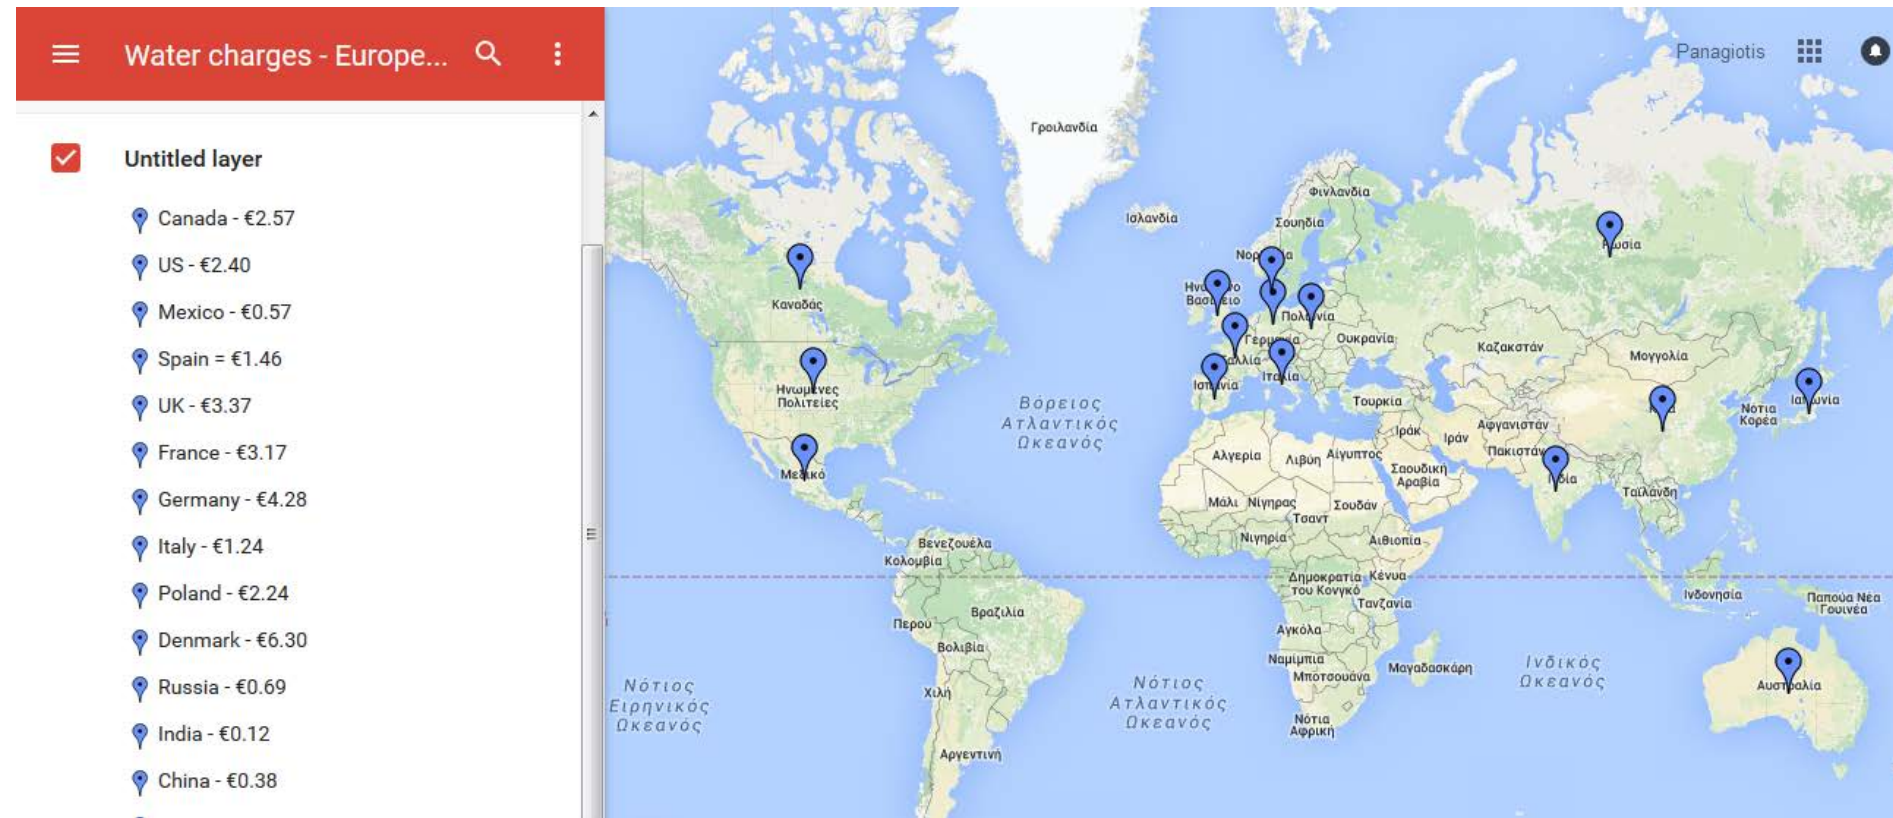 Water charges - Europe...
Untitled layer
Canada - €2.57
US - €2.40
Mexico - €0.57
Spain = €1.46
UK - €3.37
France - €3.17
Germany - €4.28
Italy - €1.24
Poland - €2.24
Denmark - €6.30
Russia - €0.69
India - €0.12
China - €0.38
Panagiotis
Γροιλανδία
Ισλανδία
Φινλανδία
Σουηδία
Καναδάς
Ουκρανία
Καζακστάν
Μογγολία
Ηνωμένες
Πολιτείες
Βόρειος
Ατλαντικός
Ωκεανός
Τουρκία
Νότια
Κορέα
Ιράκ
Ιράν
Αφγανιστάν
Αλγερία
Λιβύη
Αίγυπτος
Σαουδική
Αραβία
Μάλι
Νίγηρας
Τσαντ
Σουδάν
Ταϊλάνδη
Νιγηρία
Αιθιοπία
Βενεζουέλα
Κολομβία
Δημοκρατία
του Κονγκό
Κένυα
Τανζανία
Ινδονησία
Παπούα Νέα
Γουινέα
Περού
Βραζιλία
Βολιβία
Αγκόλα
Ναμίμπια
Μποτσουάνα
Μαγαδασκάρη
Ινδικός
Ωκεανός
Νότιος
Ειρηνικός
Ωκεανός
Χιλή
Νότιος
Ατλαντικός
Ωκεανός
Νότια
Αφρική
Αργεντινή